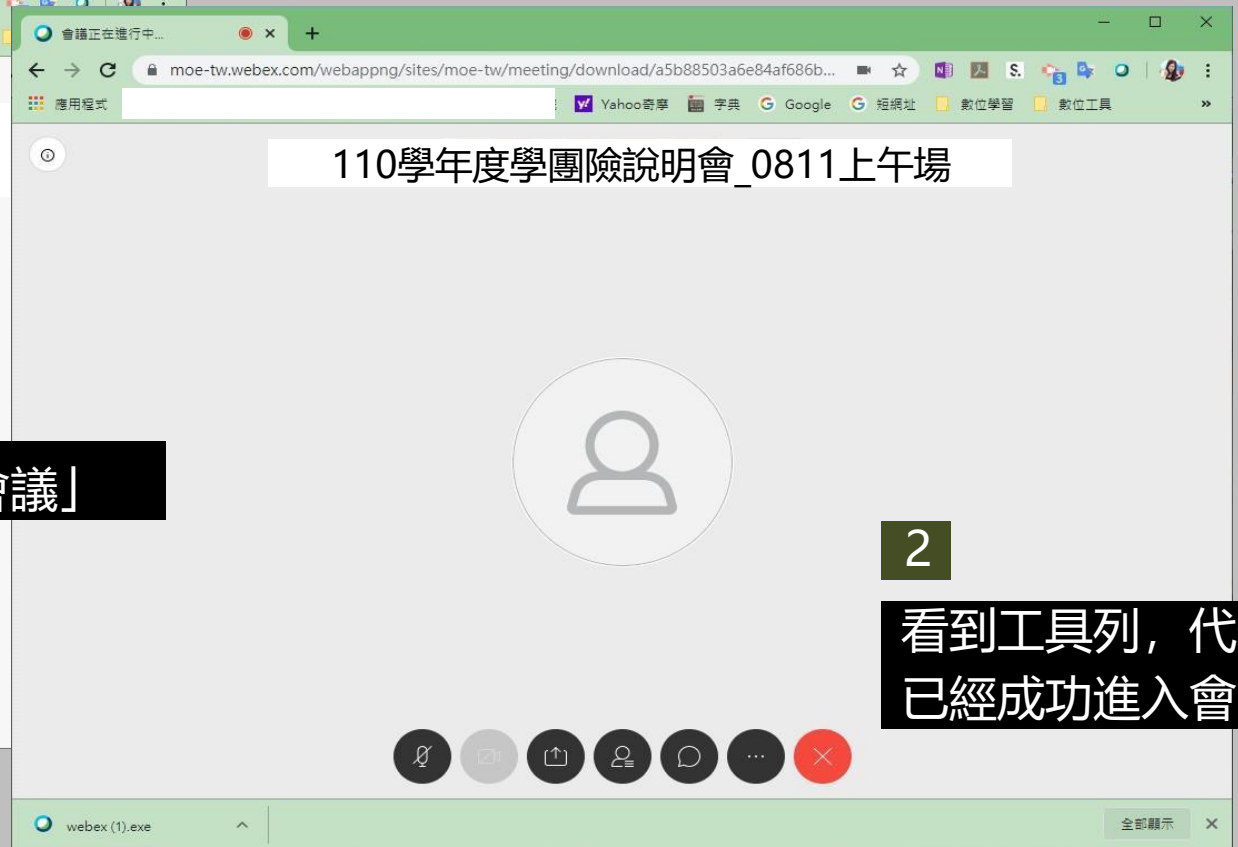 會議正在進行中...
moe-tw.webex.com/webappng/sites/moe-tw/meeting/download/a5b88503a6e84af686b...
S.
3
應用程式
Yahoo奇摩 字典 Google 短網址 數位學習 數位工具 »
110學年度學團險說明會_0811上午場
會議」
2
看到工具列，代
已經成功進入會
webex (1).exe
全部顯示